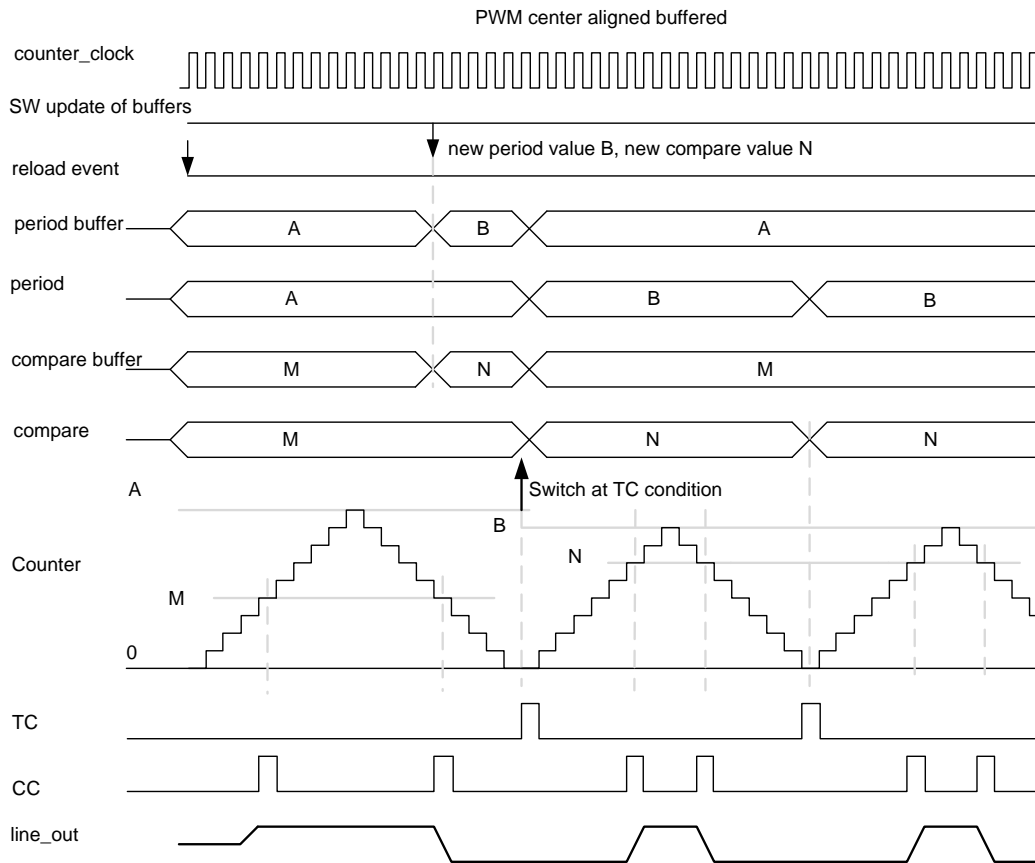 PWM center aligned buffered
counter_clock
SW update of buffers
new period value B, new compare value N
reload event
period buffer
A
B
A
period
A
B
B
compare buffer
M
N
M
compare
M
N
N
A
Switch at TC condition
B
Counter
N
M
0
TC
CC
line_out